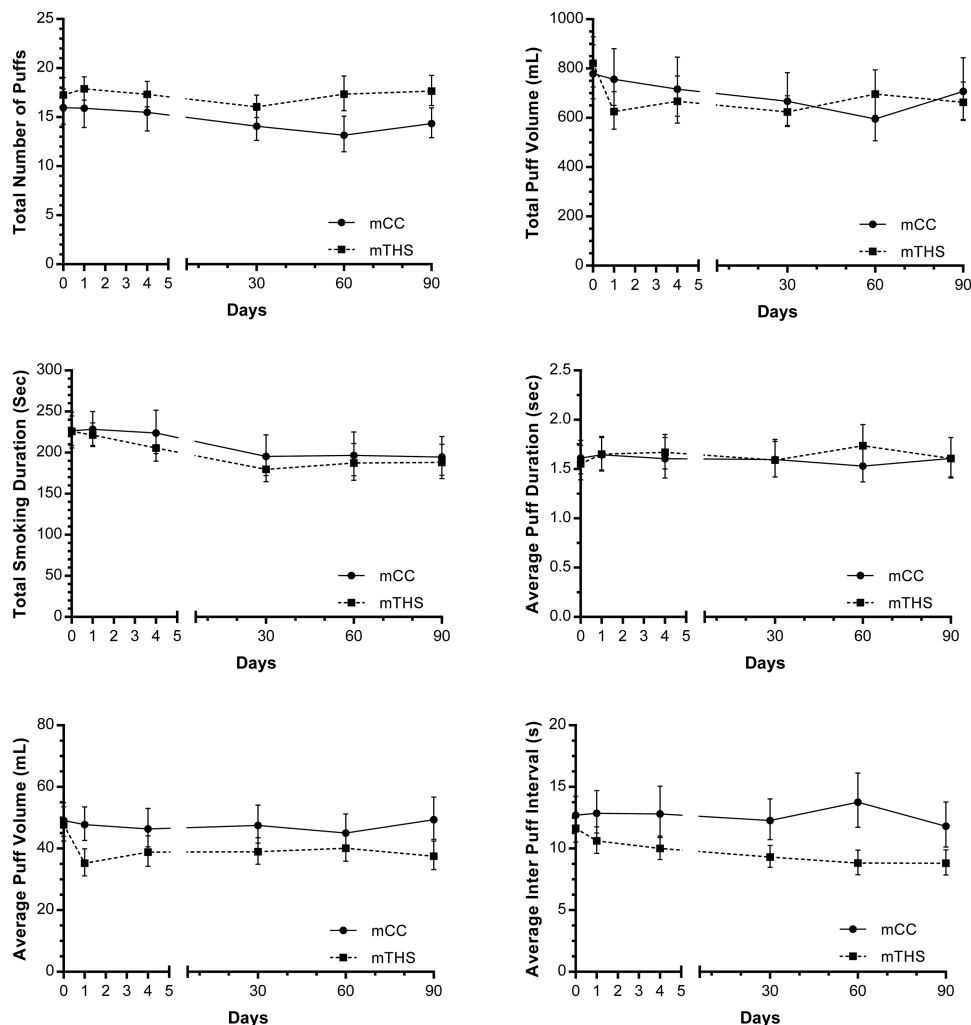 Total Number of Puffs
25
20
15
10
5
0
mCC
mTHS
0 1 2 3 4 5 30 60 90
Days
Total Puff Volume (mL)
1000
800
600
400
200
0
mCC
mTHS
0 1 2 3 4 5 30 60 90
Days
Total Smoking Duration (Sec)
300
250
200
150
100
50
0
mCC
mTHS
0 1 2 3 4 5 30 60 90
Days
Average Puff Duration (sec)
2.5
2.0
1.5
1.0
0.5
0.0
mCC
mTHS
0 1 2 3 4 5 30 60 90
Days
Average Puff Volume (mL)
80
60
40
20
0
mCC
mTHS
0 1 2 3 4 5 30 60 90
Days
Average Inter Puff Interval (s)
20
15
10
5
0
mCC
mTHS
0 1 2 3 4 5 30 60 90
Days